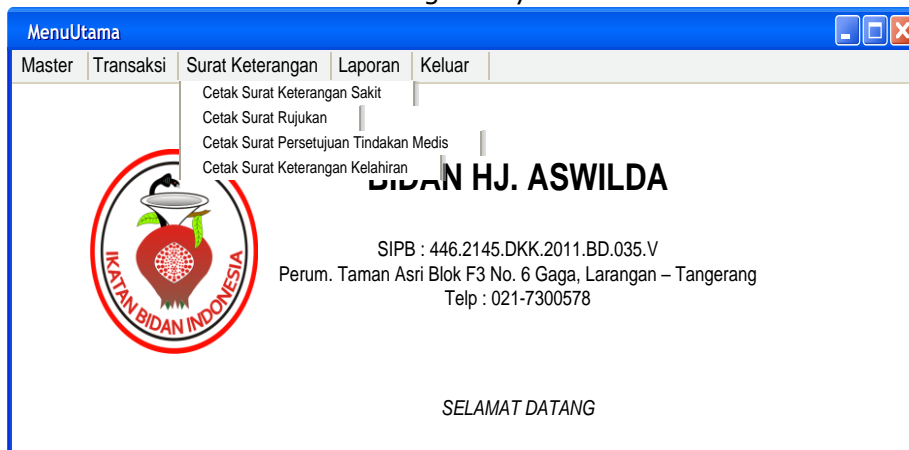 MenuUtama
Master Transaksi Surat Keterangan Laporan Keluar
Cetak Surat Keterangan Sakit
Cetak Surat Rujukan
Cetak Surat Persetujuan Tindakan Medis
Cetak Surat Keterangan Kelahiran
BIDAN HJ. ASWILDA
IKATAN BIDAN INDONESIA
SIPB : 446.2145.DKK.2011.BD.035.V
Perum. Taman Asri Blok F3 No. 6 Gaga, Larangan – Tangerang
Telp : 021-7300578
SELAMAT DATANG